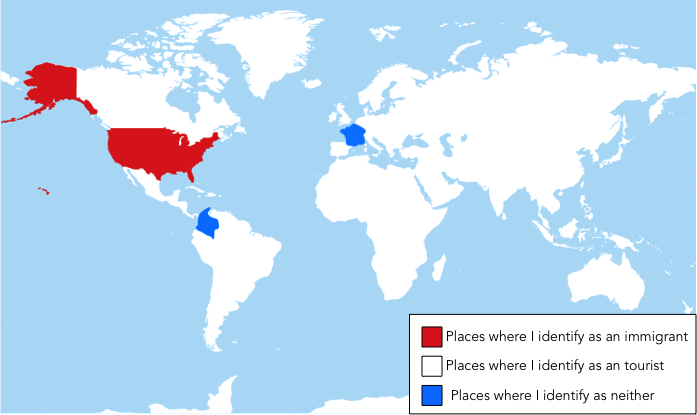 Places where I identify as an immigrant
Places where I identify as an tourist
Places where I identify as neither